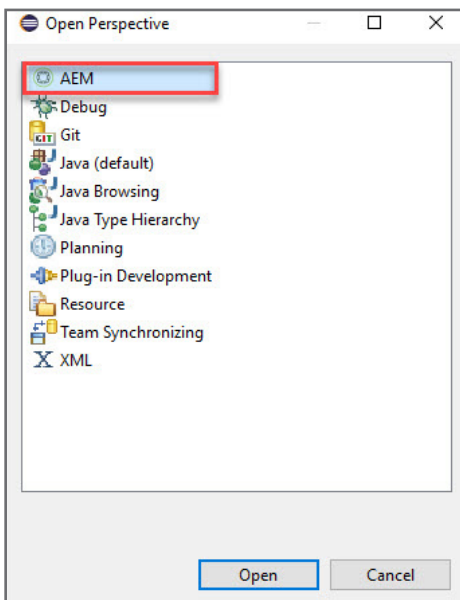 Open Perspective
AEM
Debug
GIT Git
Java (default)
Java Browsing
Java Type Hierarchy
Planning
Plug-in Development
Resource
Team Synchronizing
XML
Open Cancel